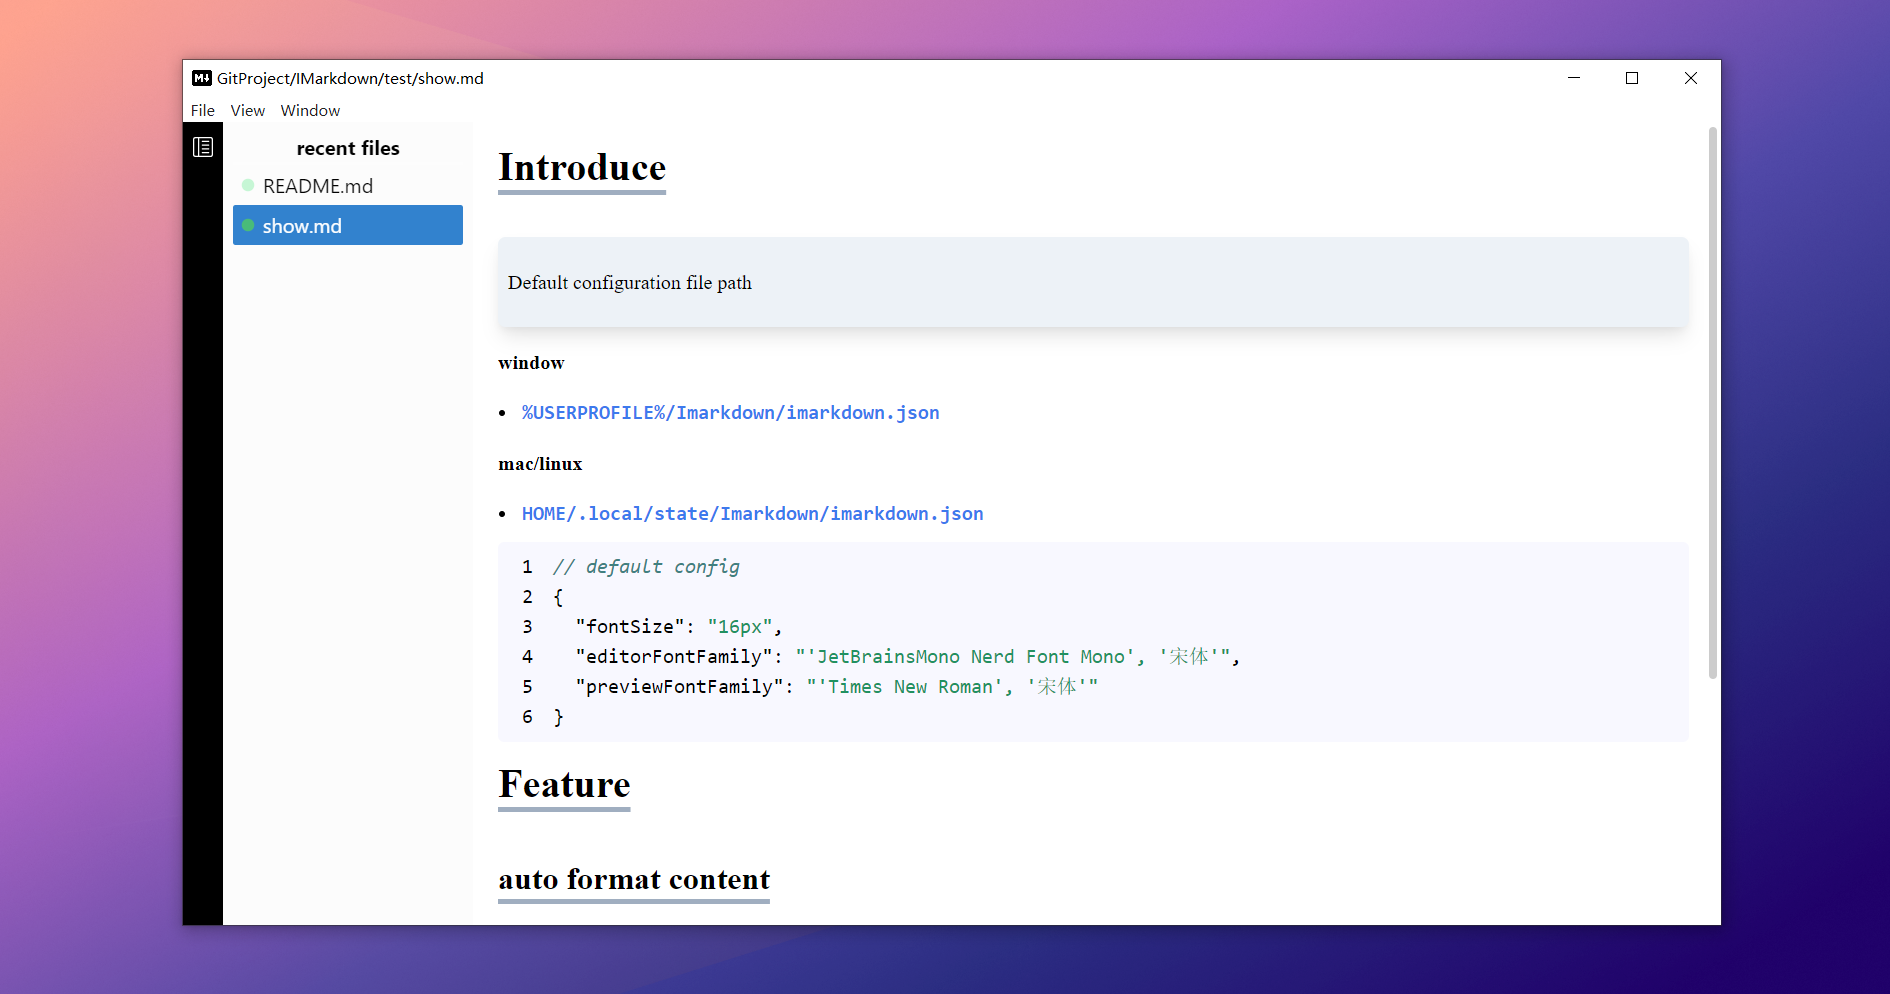 GitProject/IMarkdown/test/show.md
File View Window
recent files
README.md
show.md
Introduce
Default configuration file path
window
• %USERPROFILE%/Imarkdown/imarkdown.json
mac/linux
• HOME/.local/state/Imarkdown/imarkdown.json
1 // default config
2 {
3 "fontSize": "16px",
4 "editorFontFamily": "'JetBrainsMono Nerd Font Mono', '宋体'",
5 "previewFontFamily": "'Times New Roman', '宋体'"
6 }
Feature
auto format content